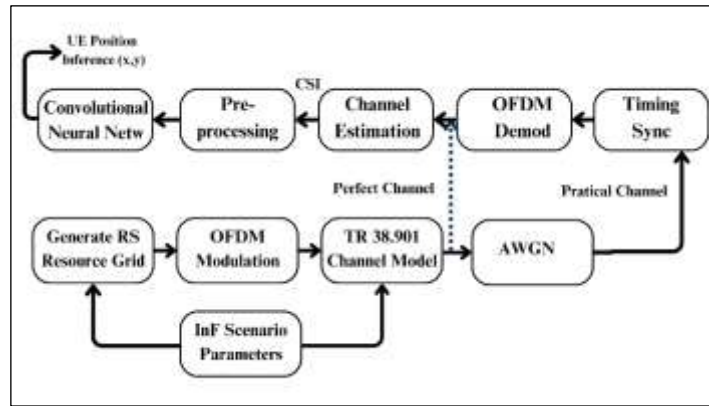 UE Position
Inference (x,y)
Convolutional
Neural Netw
Pre-
processing
CSI
Channel
Estimation
OFDM
Demod
Timing
Sync
Perfect Channel
Pratical Channel
Generate RS
Resource Grid
OFDM
Modulation
TR 38.901
Channel Model
AWGN
InF Scenario
Parameters